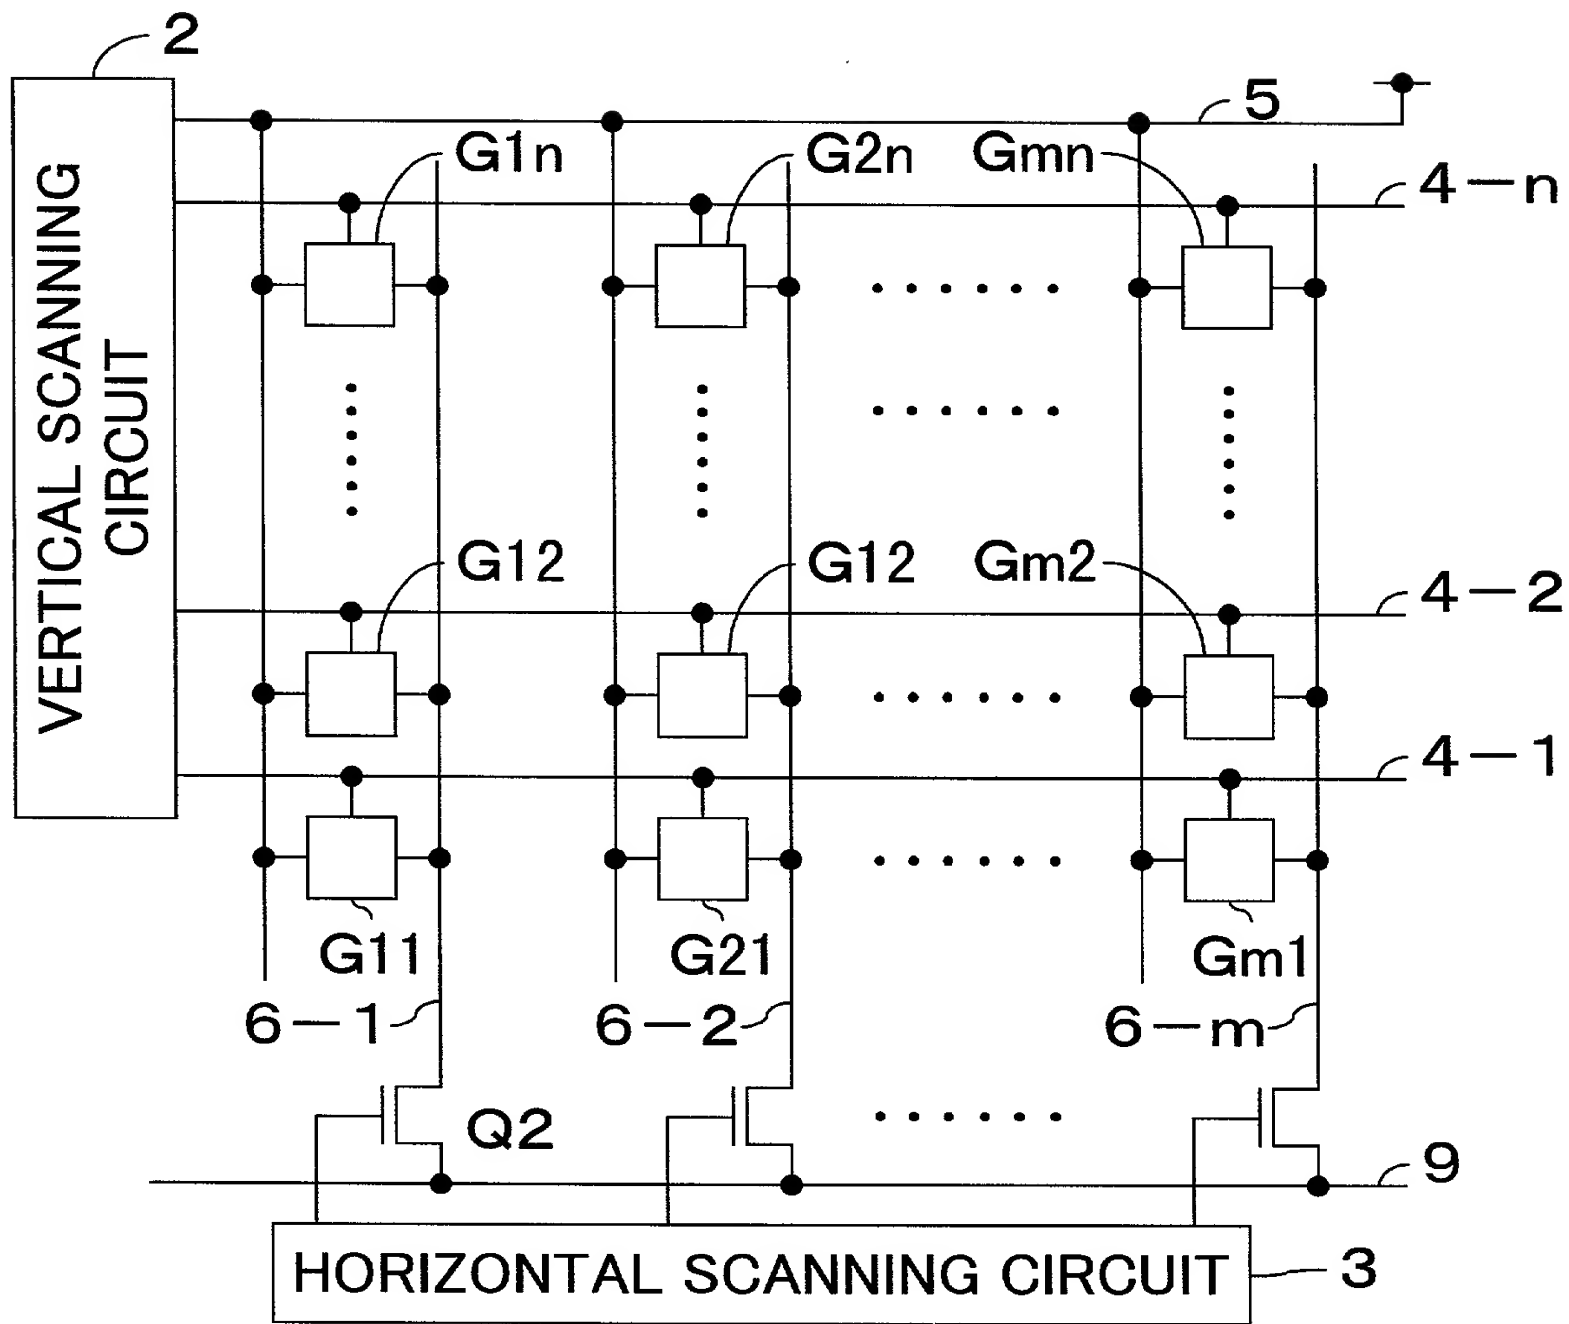 2
5
G1n
G2n
Gmn
4-n
VERTICAL SCANNING
CIRCUIT
G12
G12
Gm2
4-2
4-1
G11
G21
Gm1
6-1
6-2
6-m
Q2
9
HORIZONTAL SCANNING CIRCUIT
3